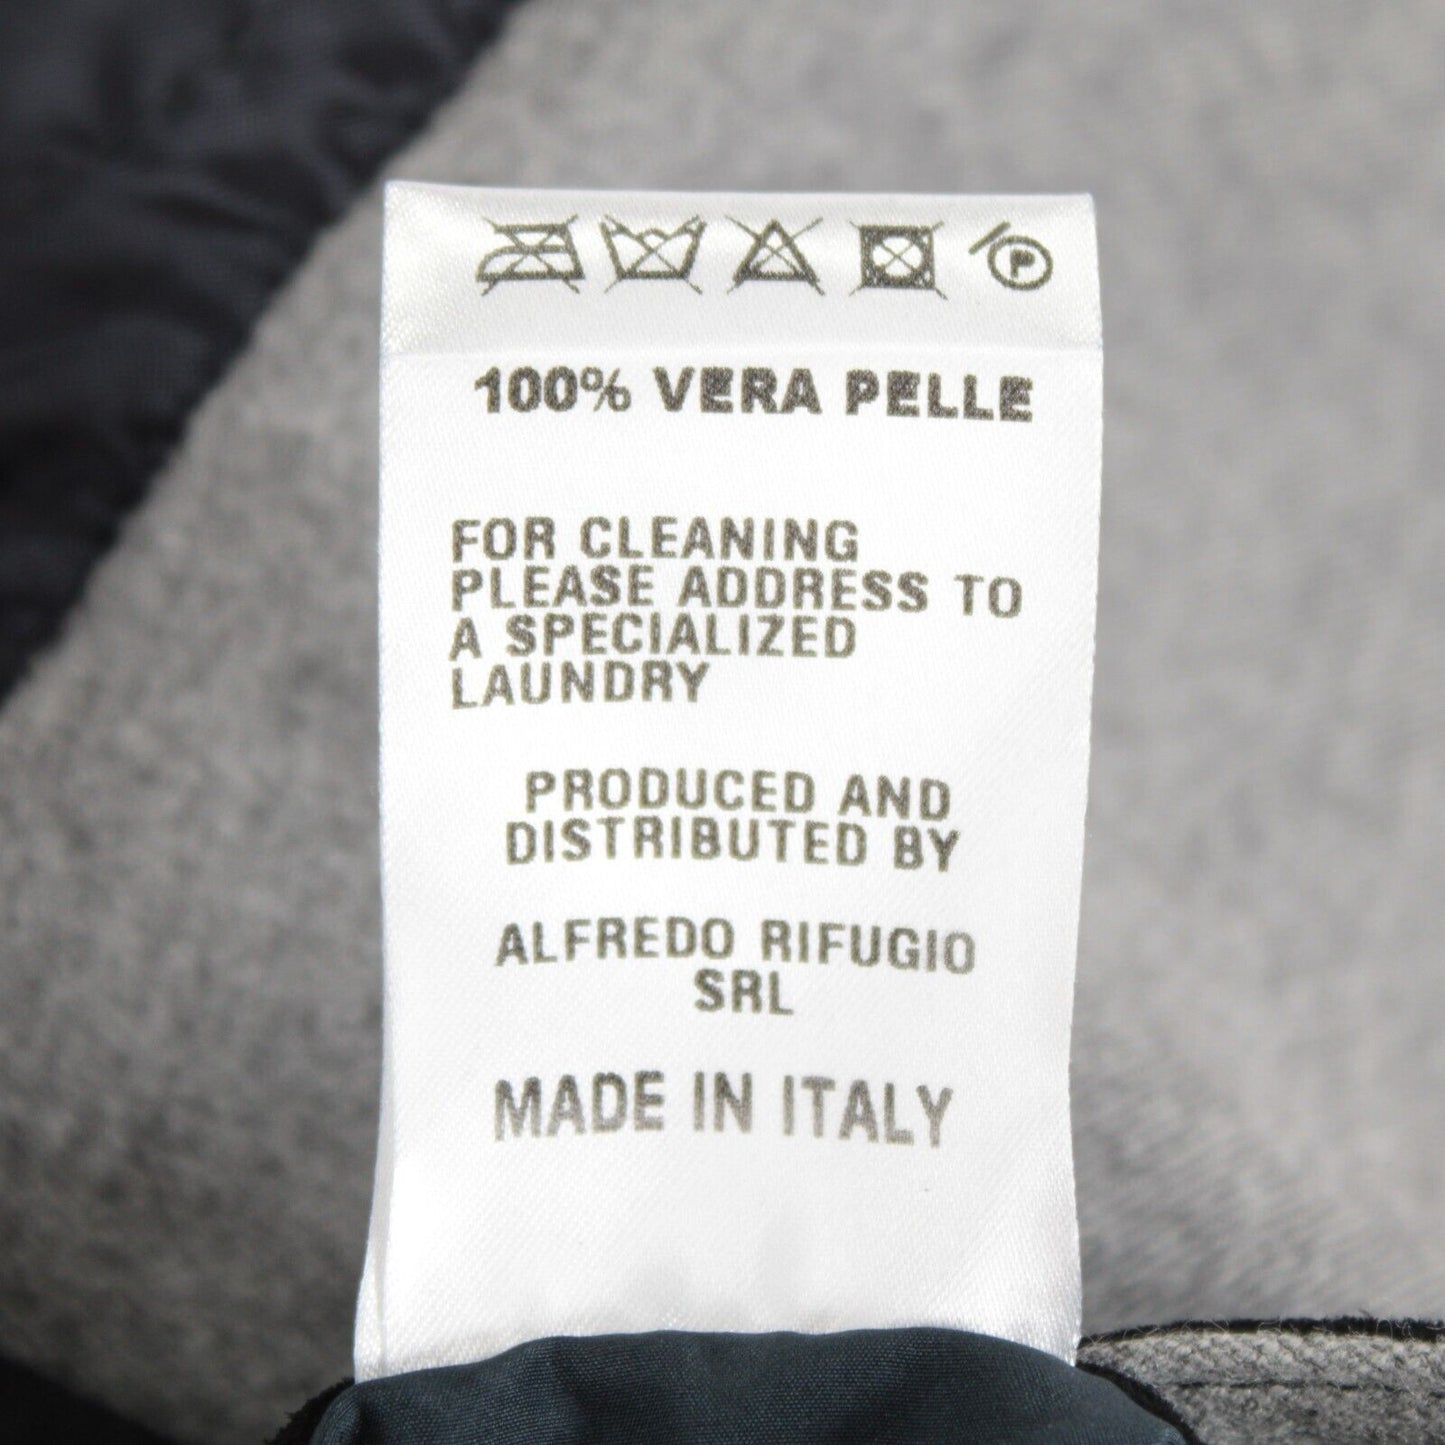 P
100% VERA PELLE
FOR CLEANING
PLEASE ADDRESS TO
A SPECIALIZED
LAUNDRY
PRODUCED AND
DISTRIBUTED BY
ALFREDO RIFUGIO
SRL
MADE IN ITALY